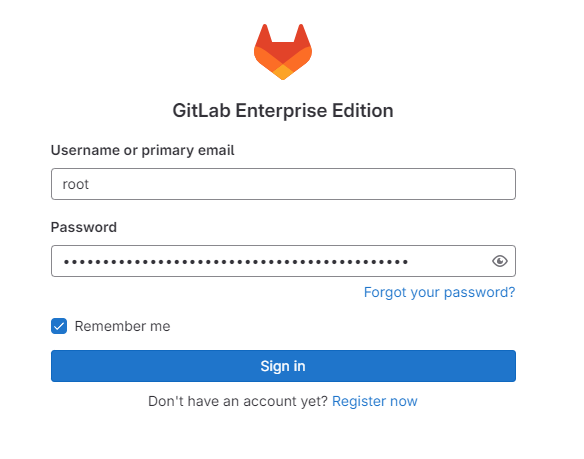 GitLab Enterprise Edition
Username or primary email
root
Password
••••••••••••••••••••••••••••••••••••••••••••
Forgot your password?
Remember me
Sign in
Don't have an account yet? Register now